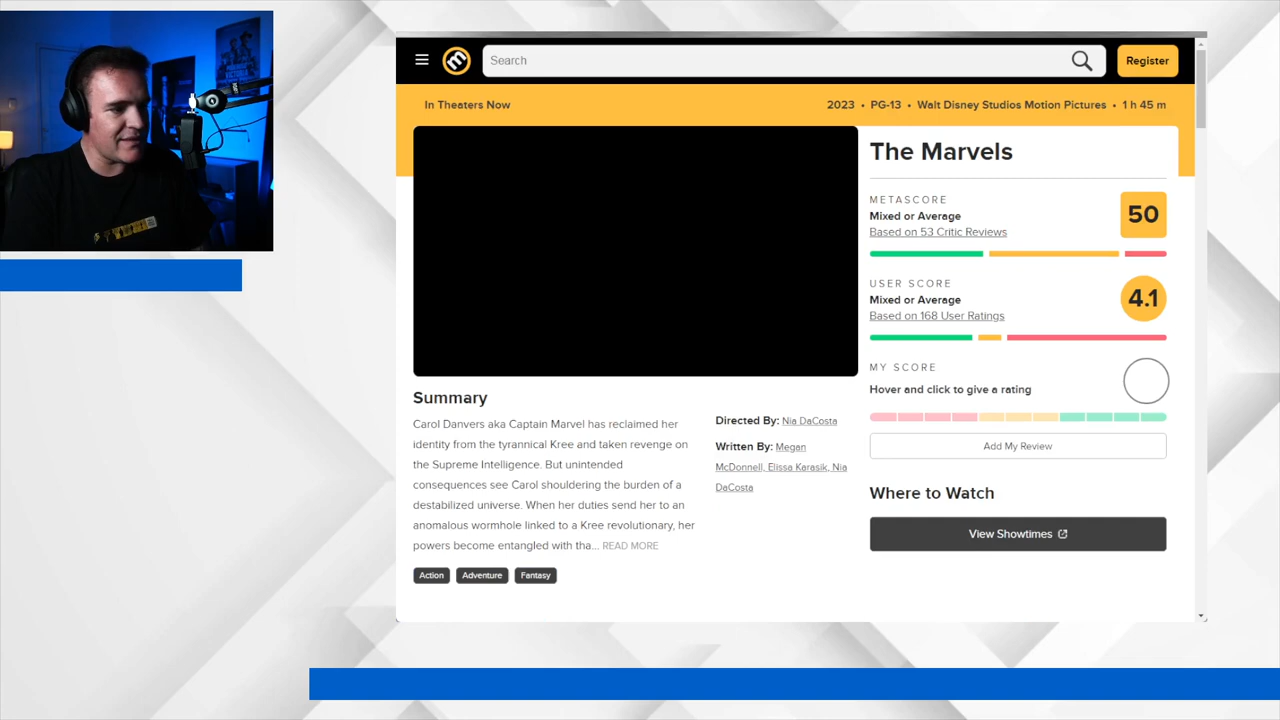 Search
Register
In Theaters Now
2023 • PG-13 • Walt Disney Studios Motion Pictures • 1 h 45 m
The Marvels
METASCORE
Mixed or Average
Based on 53 Critic Reviews
50
USER SCORE
Mixed or Average
Based on 168 User Ratings
4.1
MY SCORE
Hover and click to give a rating
Add My Review
Where to Watch
View Showtimes
Summary
Carol Danvers aka Captain Marvel has reclaimed her
identity from the tyrannical Kree and taken revenge on
the Supreme Intelligence. But unintended
consequences see Carol shouldering the burden of a
destabilized universe. When her duties send her to an
anomalous wormhole linked to a Kree revolutionary, her
powers become entangled with tha... READ MORE
Directed By: Nia DaCosta
Written By: Megan
McDonnell, Elissa Karasik, Nia
DaCosta
Action
Adventure
Fantasy